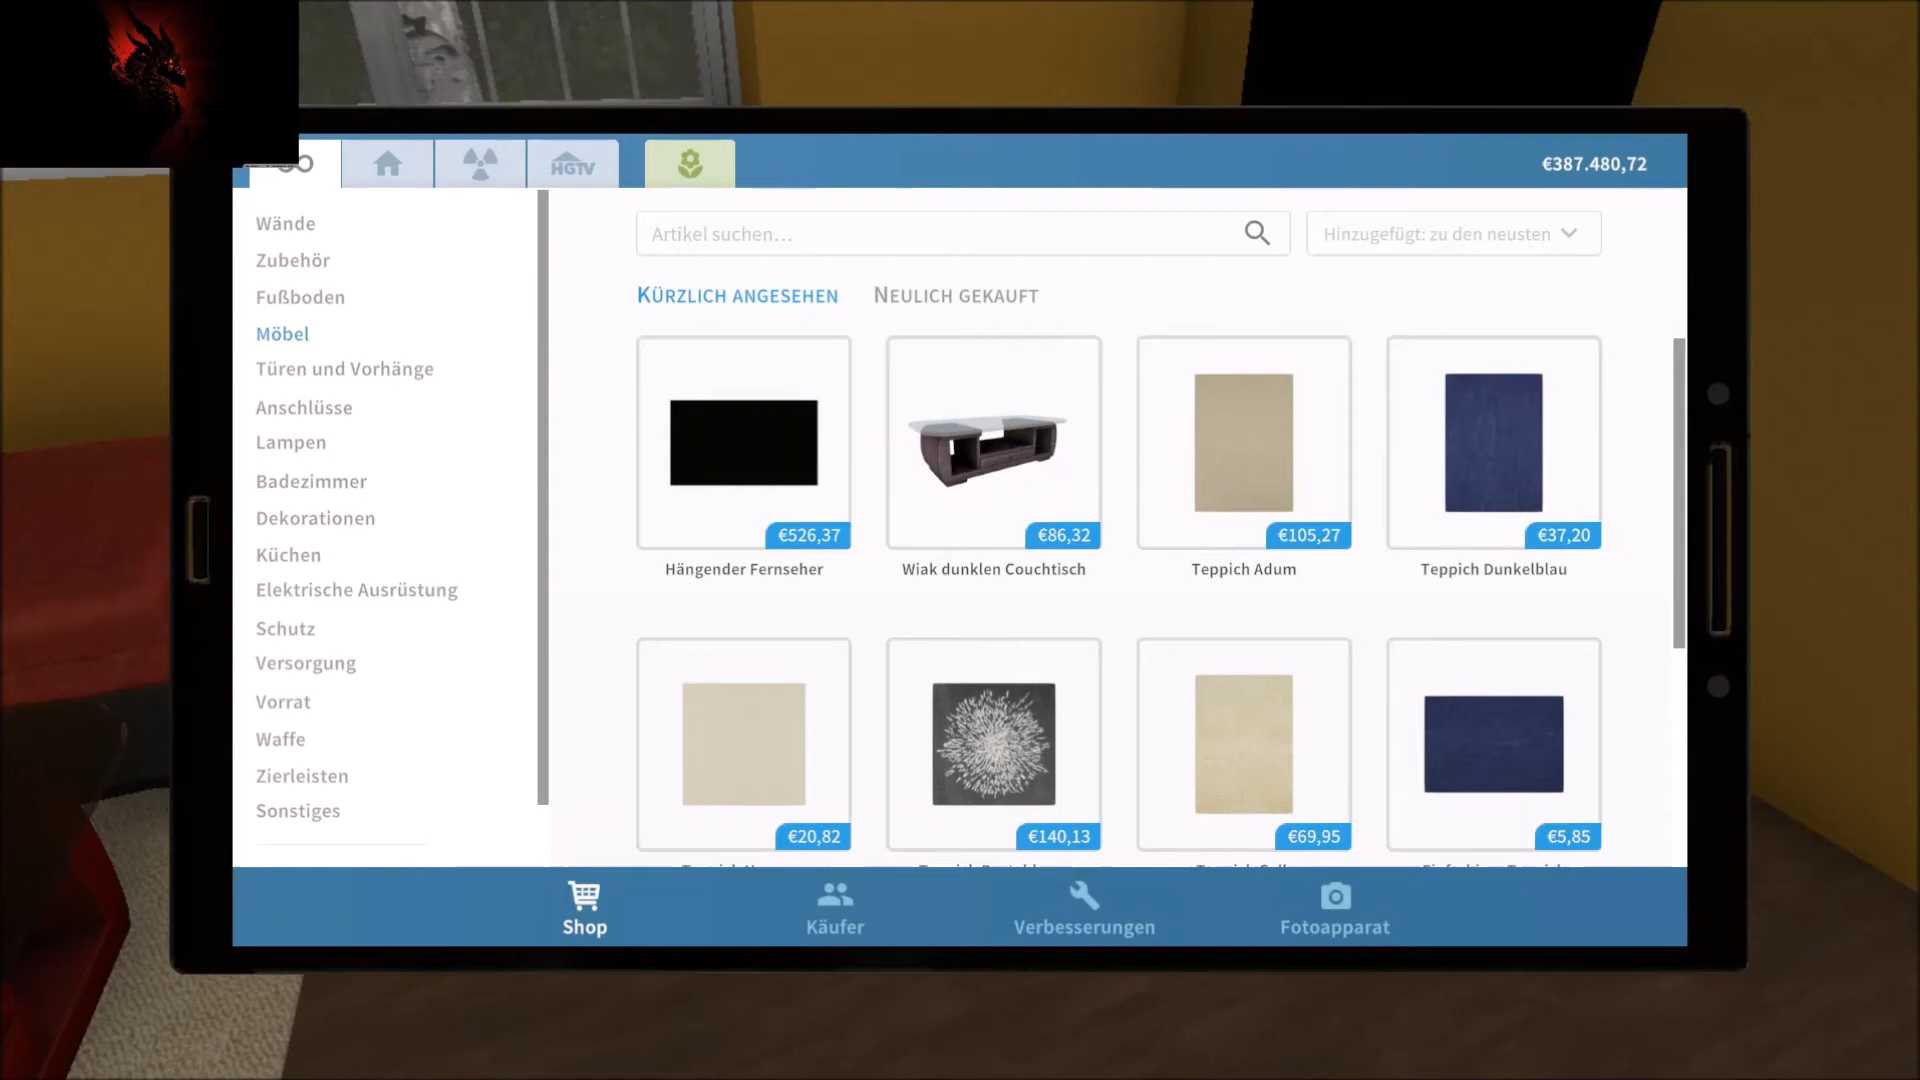 HGTV
€387.480,72
Wände
Zubehör
Fußboden
Möbel
Türen und Vorhänge
Anschlüsse
Lampen
Badezimmer
Dekorationen
Küchen
Elektrische Ausrüstung
Schutz
Versorgung
Vorrat
Waffe
Zierleisten
Sonstiges
Artikel suchen...
Hinzugefügt: zu den neusten
KÜRZLICH ANGESEHEN
NEULICH GEKAUFT
€526,37
€86,32
€105,27
€37,20
Hängender Fernseher
Wiak dunklen Couchtisch
Teppich Adum
Teppich Dunkelblau
€20,82
€140,13
€69,95
€5,85
Shop
Käufer
Verbesserungen
Fotoapparat